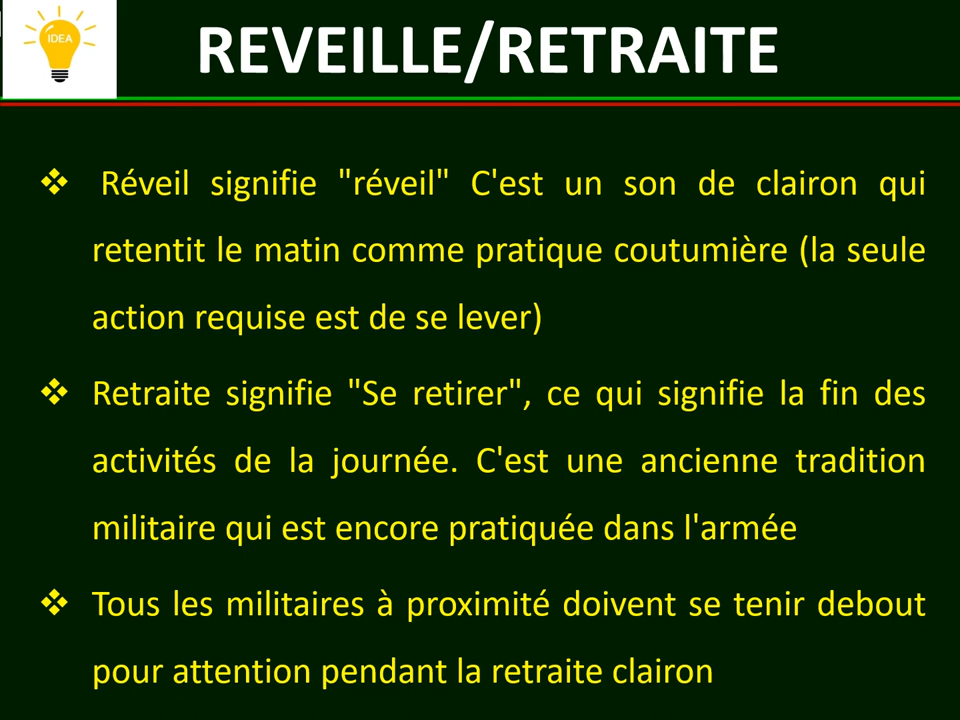 IDEA
REVEILLE/RETRAITE
❖ Réveil signifie "réveil" C'est un son de clairon qui
retentit le matin comme pratique coutumière (la seule
action requise est de se lever)
❖ Retraite signifie "Se retirer", ce qui signifie la fin des
activités de la journée. C'est une ancienne tradition
militaire qui est encore pratiquée dans l'armée
❖ Tous les militaires à proximité doivent se tenir debout
pour attention pendant la retraite clairon